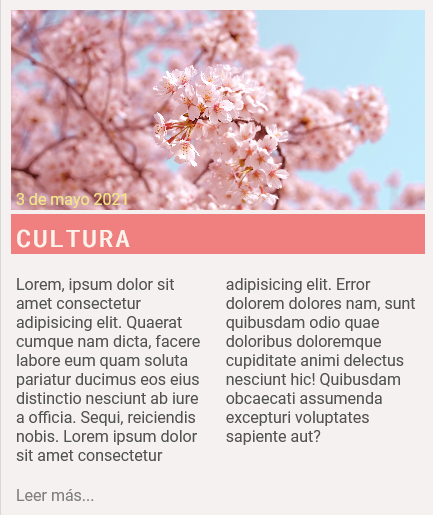 3 de mayo 2021
CULTURA
Lorem, ipsum dolor sit
amet consectetur
adipisicing elit. Quaerat
cumque nam dicta, facere
labore eum quam soluta
pariatur ducimus eos eius
distinctio nesciunt ab iure
a officia. Sequi, reiciendis
nobis. Lorem ipsum dolor
sit amet consectetur
adipisicing elit. Error
dolorem dolores nam, sunt
quibusdam odio quae
doloribus doloremque
cupiditate animi delectus
nesciunt hic! Quibusdam
obcaecati assumenda
excepturi voluptates
sapiente aut?
Leer más...